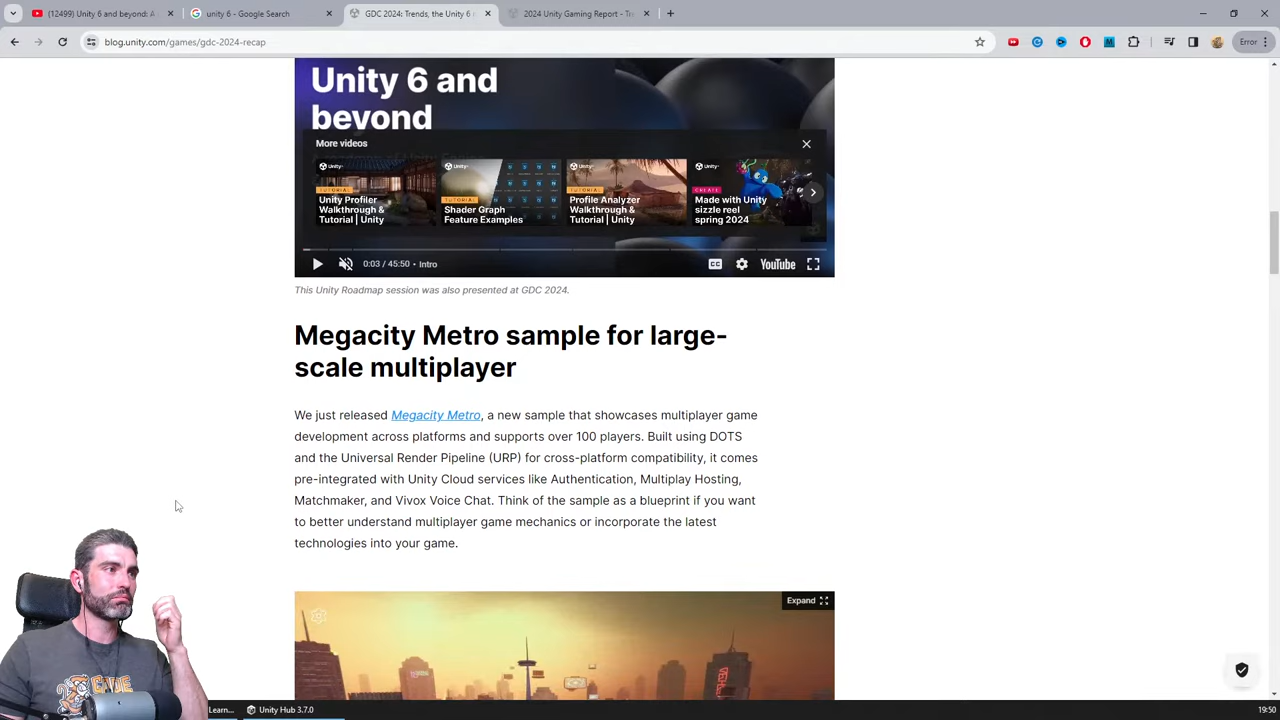 (12499) Unity 6 and beyond: A
unity 6 - Google Search
GDC 2024: Trends, the Unity 6 r
2024 Unity Gaming Report - Tr
blog.unity.com/games/gdc-2024-recap
Error
Unity 6 and
beyond
More videos
Unity
Unity
Unity
Unity
TUTORIAL
Unity Profiler
Walkthrough &
Tutorial | Unity
TUTORIAL
Shader Graph
Feature Examples
TUTORIAL
Profile Analyzer
Walkthrough &
Tutorial | Unity
CREATE
Made with Unity
sizzle reel
spring 2024
0:03 / 45:50 • Intro
CC
YouTube
This Unity Roadmap session was also presented at GDC 2024.
Megacity Metro sample for large-
scale multiplayer
We just released Megacity Metro, a new sample that showcases multiplayer game
development across platforms and supports over 100 players. Built using DOTS
and the Universal Render Pipeline (URP) for cross-platform compatibility, it comes
pre-integrated with Unity Cloud services like Authentication, Multiplay Hosting,
Matchmaker, and Vivox Voice Chat. Think of the sample as a blueprint if you want
to better understand multiplayer game mechanics or incorporate the latest
technologies into your game.
Expand
CODE
Learn...
Unity Hub 3.7.0
19:50